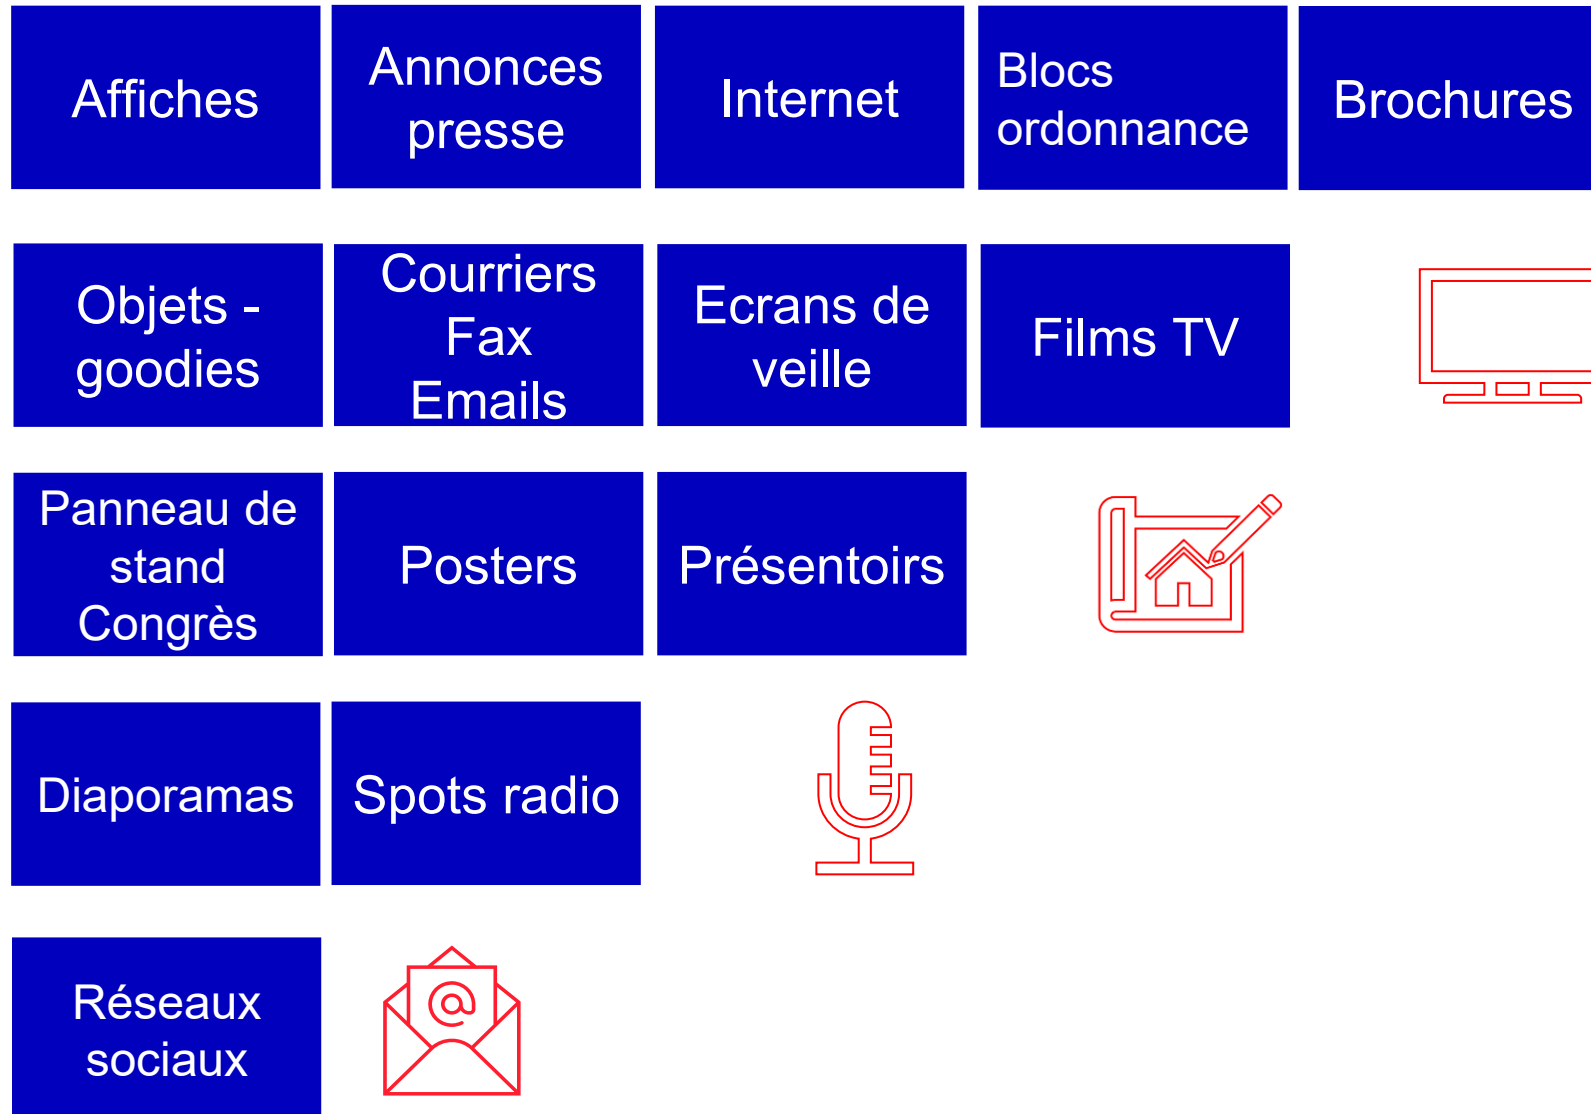 Affiches
Annonces
presse
Internet
Blocs
ordonnance
Brochures
Objets -
goodies
Courriers
Fax
Emails
Ecrans de
veille
Films TV
Panneau de
stand
Congrès
Posters
Présentoirs
Diaporamas
Spots radio
Réseaux
sociaux
@